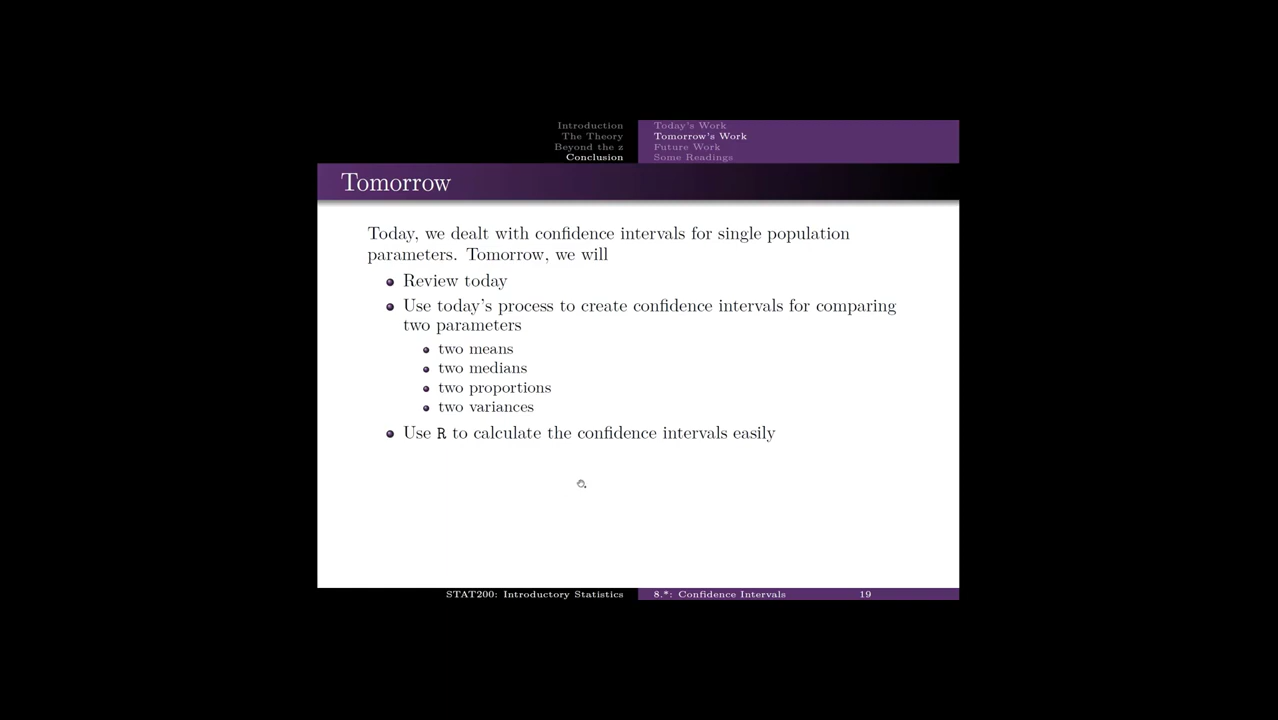 Introduction
The Theory
Beyond the z
Conclusion
Today's Work
Tomorrow's Work
Future Work
Some Readings
Tomorrow
Today, we dealt with confidence intervals for single population
parameters. Tomorrow, we will
Review today
Use today's process to create confidence intervals for comparing
two parameters
two means
two medians
two proportions
two variances
Use R to calculate the confidence intervals easily
STAT200: Introductory Statistics
8.*: Confidence Intervals
19